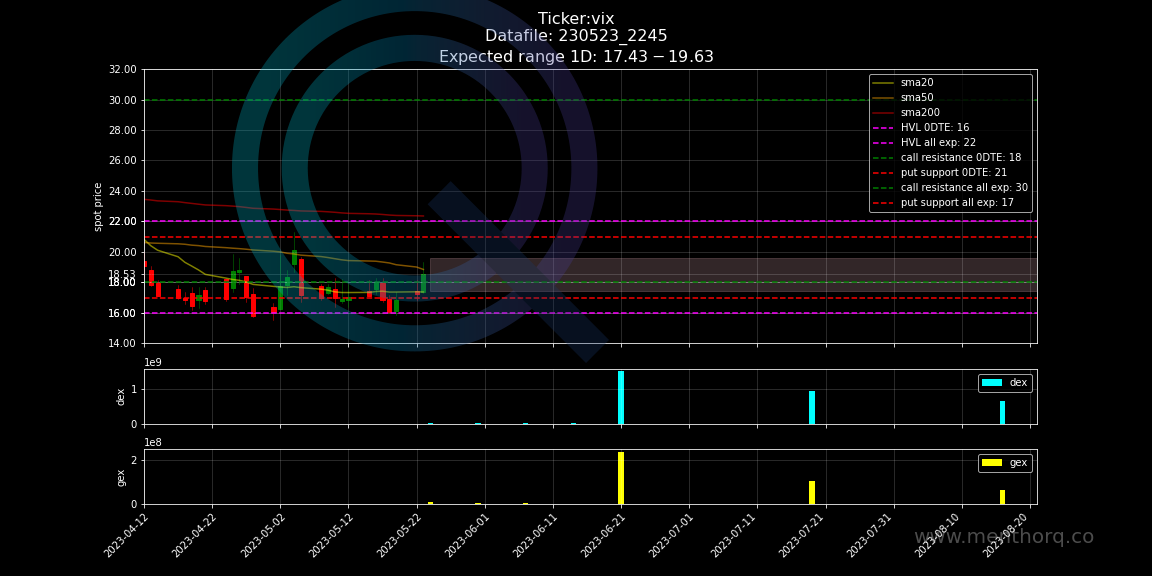 Ticker:vix
Datafile: 230523_2245
Expected range 1D: 17.43 − 19.63
32.00
30.00
28.00
26.00
24.00
22.00
20.00
18.53
18.00
16.00
14.00
spot price
sma20
sma50
sma200
HVL 0DTE: 16
HVL all exp: 22
call resistance 0DTE: 18
put support 0DTE: 21
call resistance all exp: 30
put support all exp: 17
1e9
1
0
dex
dex
1e8
2
0
gex
gex
2023-04-12
2023-04-22
2023-05-02
2023-05-12
2023-05-22
2023-06-01
2023-06-11
2023-06-21
2023-07-01
2023-07-11
2023-07-21
2023-07-31
2023-08-10
2023-08-20
www.menthorq.co